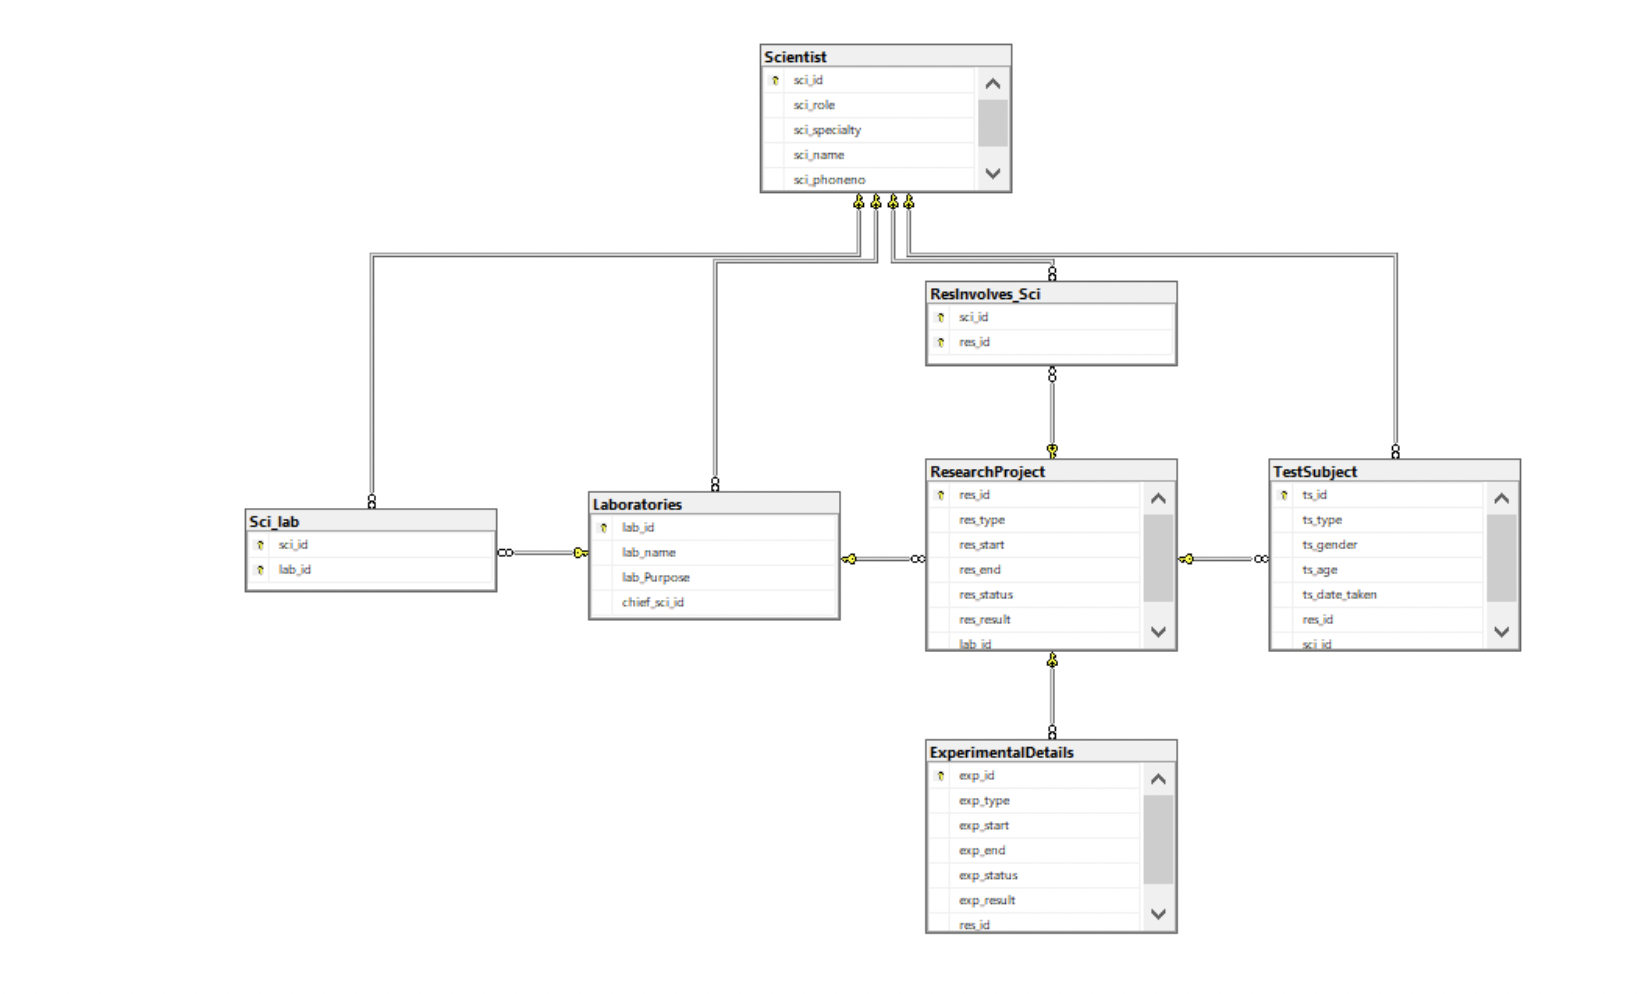 Scientist
sci_id
sci_role
sci_specialty
sci_name
sci_phoneno
ResInvolves_Sci
sci_id
res_id
Sci_lab
sci_id
lab_id
Laboratories
lab_id
lab_name
lab_Purpose
chief_sci_id
ResearchProject
res_id
res_type
res_start
res_end
res_status
res_result
lab_id
TestSubject
ts_id
ts_type
ts_gender
ts_age
ts_date_taken
res_id
sci_id
ExperimentalDetails
exp_id
exp_type
exp_start
exp_end
exp_status
exp_result
res_id